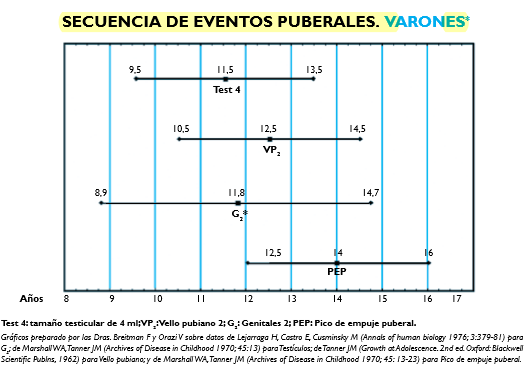 SECUENCIA DE EVENTOS PUBERALES. VARONES*
9,5 11,5 13,5
Test 4
10,5 12,5 14,5
VP2
8,9 11,8 14,7
G2*
12,5 14 16
PEP
Años 8 9 10 11 12 13 14 15 16 17
Test 4: tamaño testicular de 4 ml; VP2: Vello pubiano 2; G2: Genitales 2; PEP: Pico de empuje puberal.
Gráficos preparado por las Dras. Breitman F y Orazi V sobre datos de Lejarraga H, Castro E, Cusminsky M (Annals of human biology 1976; 3:379-81) para
G2; de Marshall WA, Tanner JM (Archives of Disease in Childhood 1970; 45:13) para Testículos; de Tanner JM (Growth at Adolescence. 2nd ed. Oxford: Blackwell
Scientific Publns, 1962) para Vello pubiano; y de Marshall WA, Tanner JM (Archives of Disease in Childhood 1970; 45: 13-23) para Pico de empuje puberal.